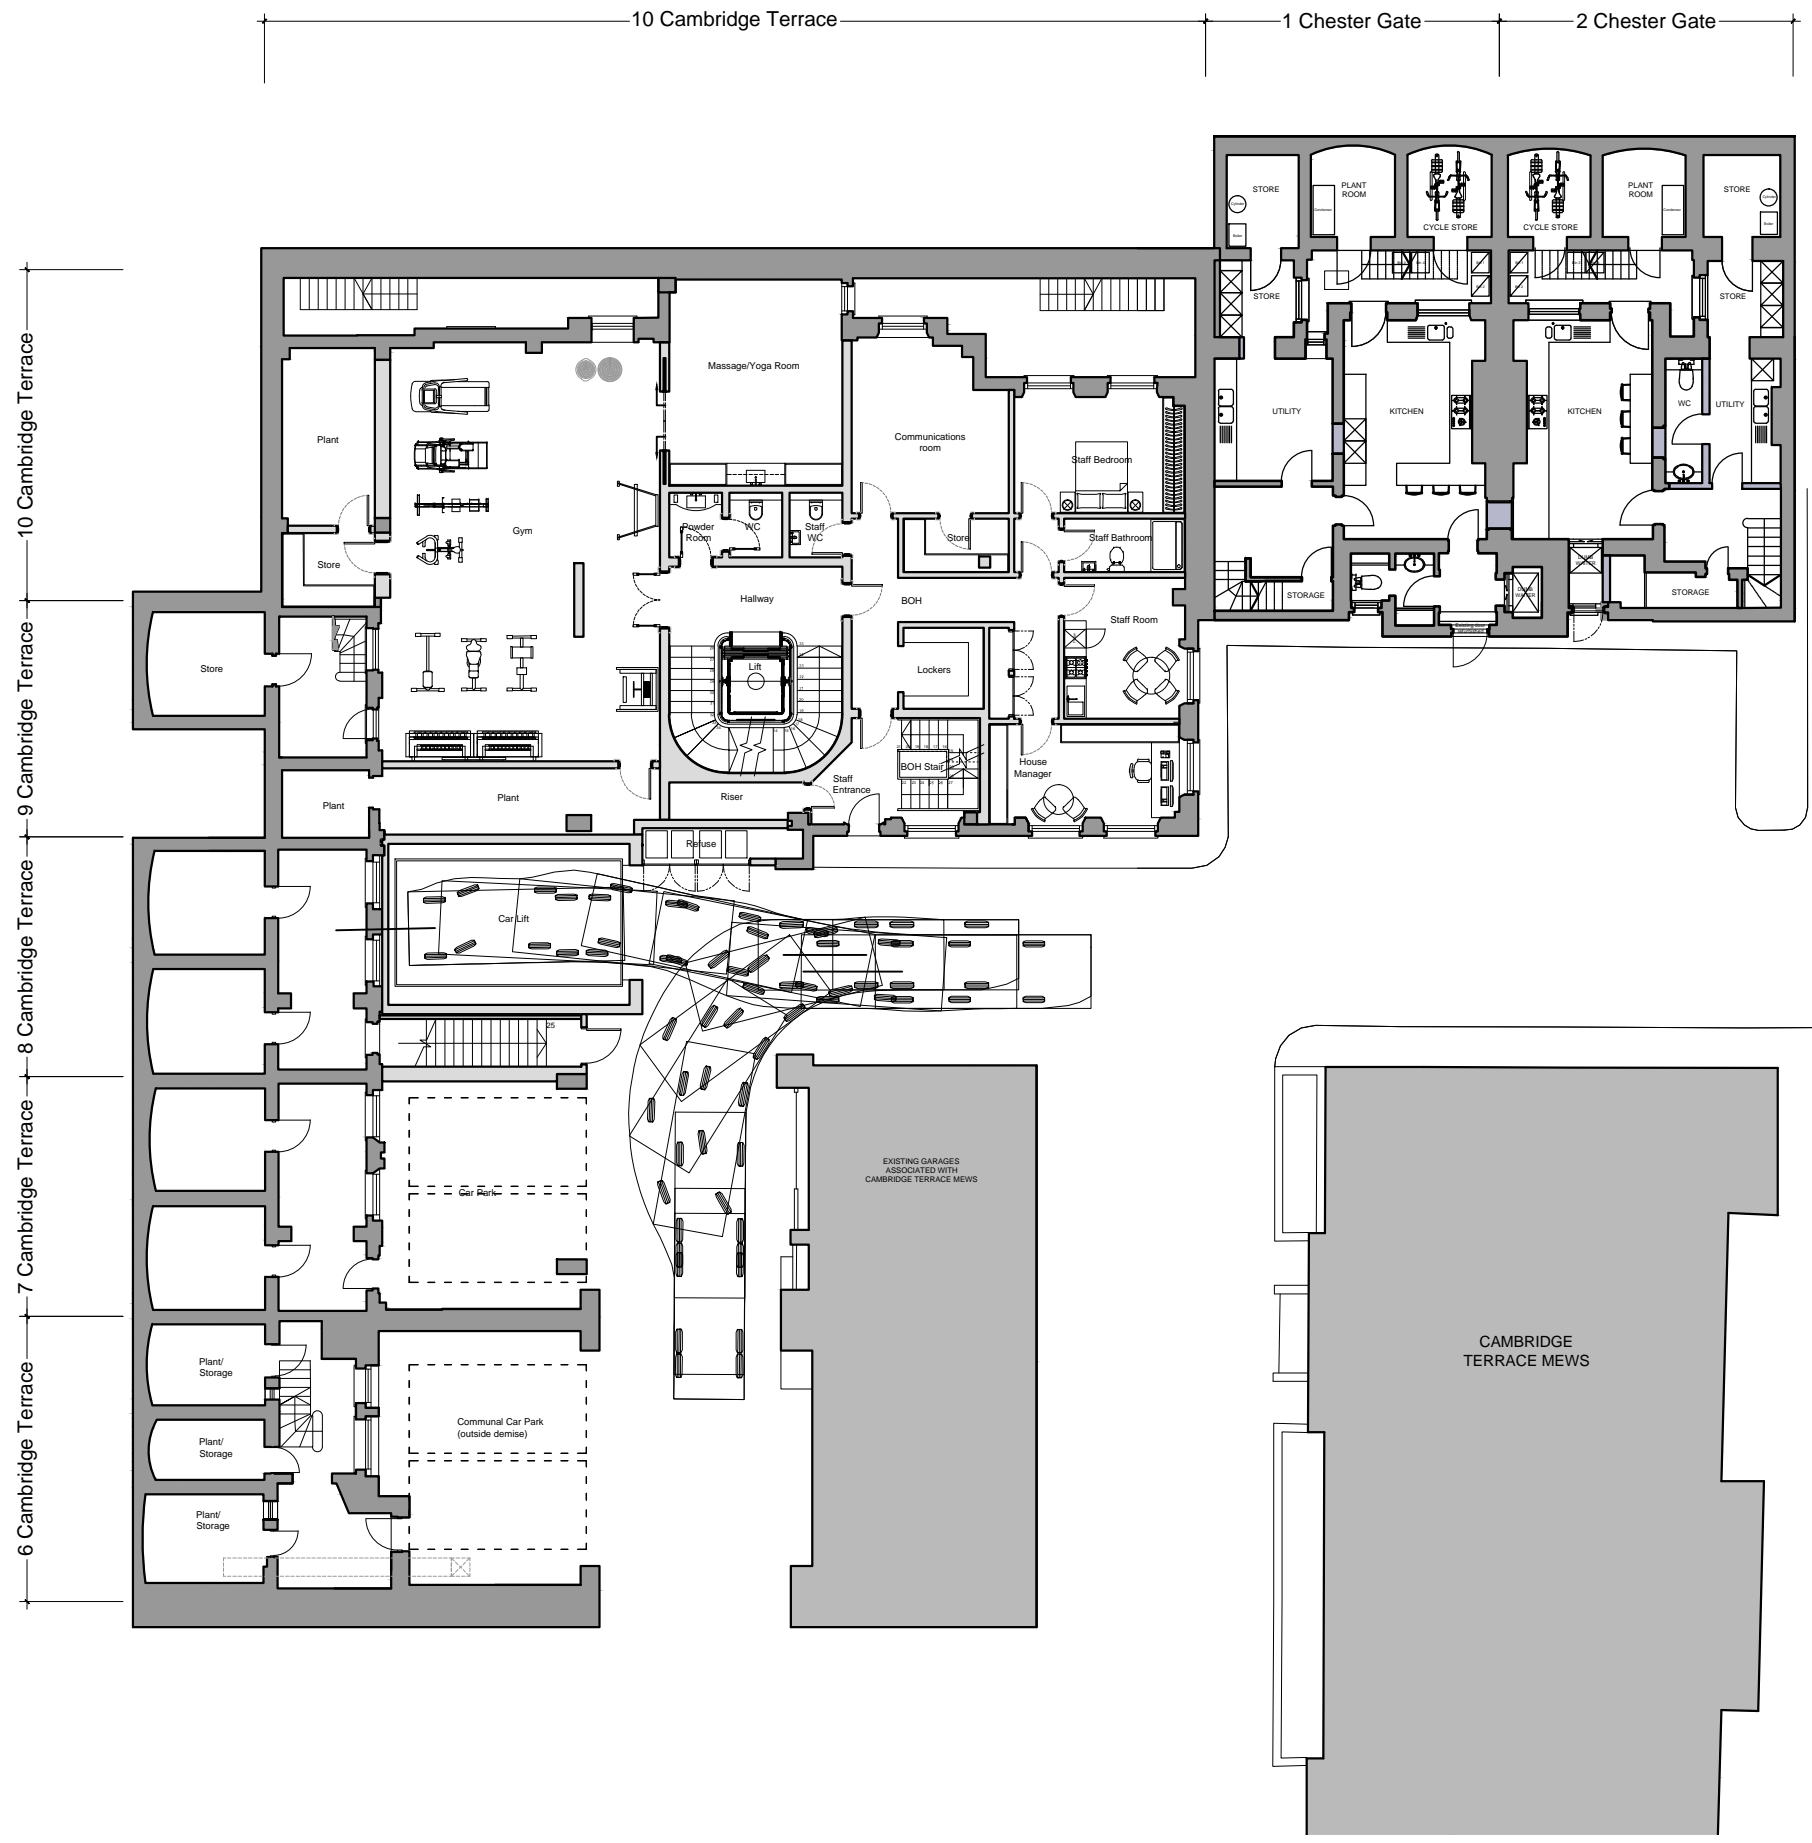 10 Cambridge Terrace
1 Chester Gate
2 Chester Gate
10 Cambridge Terrace
9 Cambridge Terrace
8 Cambridge Terrace
7 Cambridge Terrace
6 Cambridge Terrace
STORE
PLANT
ROOM
CYCLE STORE
CYCLE STORE
PLANT
ROOM
STORE
STORE
STORE
UTILITY
KITCHEN
KITCHEN
WC
UTILITY
STORAGE
DUMB
WAITER
DUMB
WAITER
STORAGE
Massage/Yoga Room
Plant
Communications
room
Staff Bedroom
Gym
Powder
Room
WC
Staff
WC
Store
Staff Bathroom
Store
Hallway
BOH
Staff Room
Store
Lift
Lockers
BOH Stair
House
Manager
Staff
Entrance
Plant
Plant
Riser
Refuse
Car Lift
25
Car Park
EXISTING GARAGES
ASSOCIATED WITH
CAMBRIDGE TERRACE MEWS
Plant/
Storage
Communal Car Park
(outside demise)
Plant/
Storage
Plant/
Storage
CAMBRIDGE
TERRACE MEWS